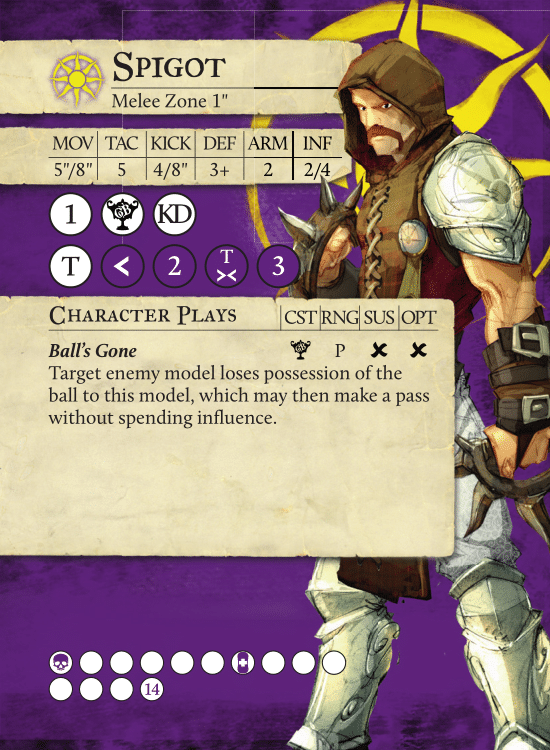 Spigot
Melee Zone 1"
MOV TAC KICK DEF ARM INF
5"/8" 5 4/8" 3+ 2 2/4
1 GB KD
T < 2 T >< 3
Character Plays CST RNG SUS OPT
Ball's Gone GB P ✖ ✖
Target enemy model loses possession of the
ball to this model, which may then make a pass
without spending influence.
14